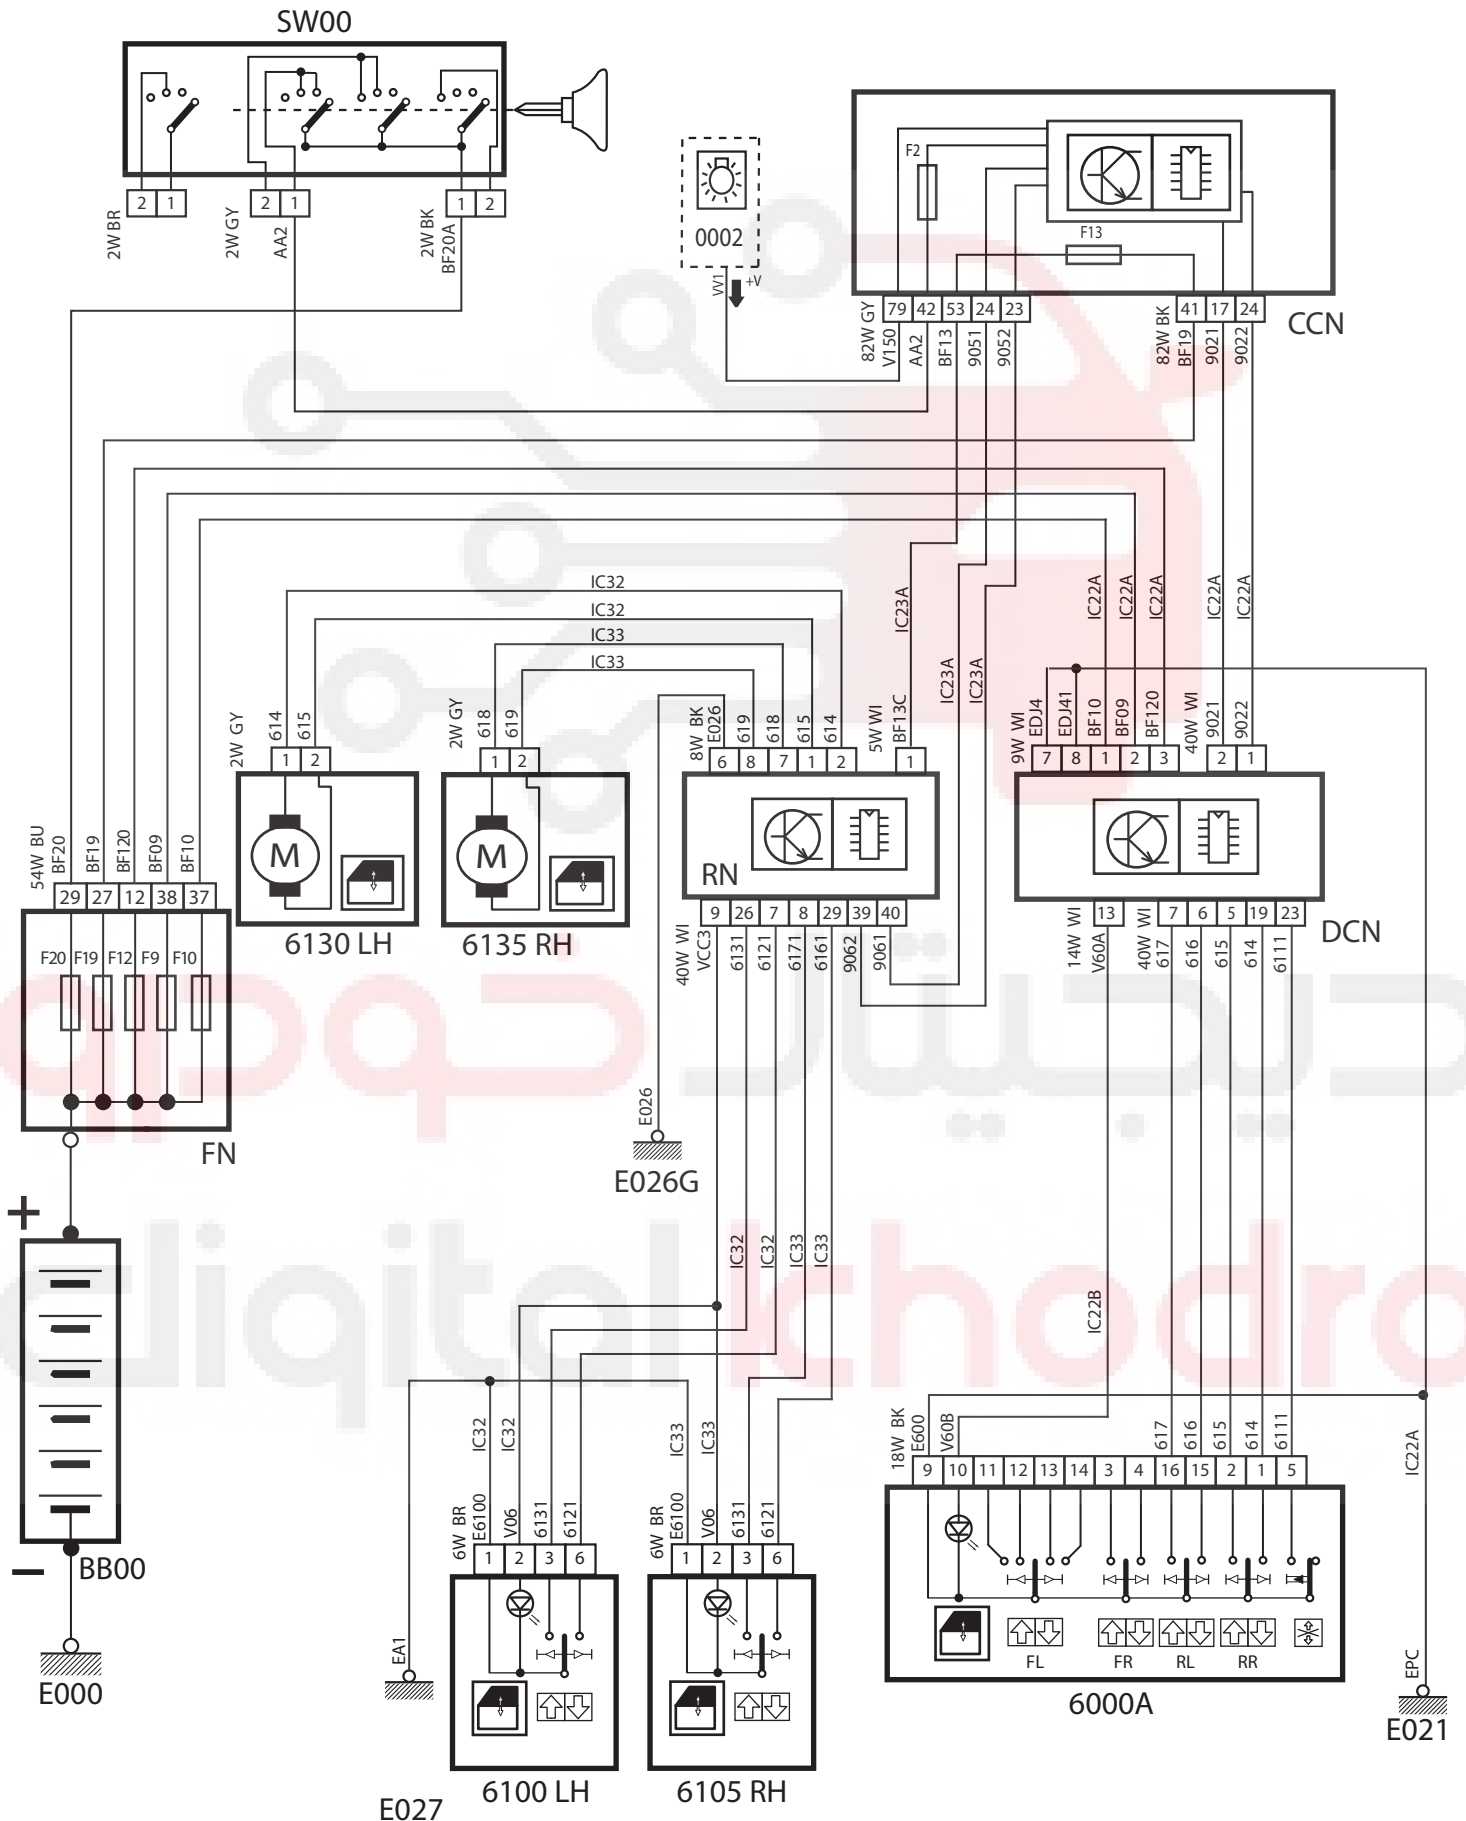 SW00
2 1
2 1
1 2
2W BR
2W GY
AA2
2W BK
BF20A
0002
VV1
+V
F2
F13
79 42 53 24 23
41 17 24
CCN
82W GY
V150
AA2
BF13
9051
9052
82W BK
BF19
9021
9022
IC32
IC32
IC33
IC33
IC23A
IC23A
IC23A
IC22A
IC22A
IC22A
IC22A
IC22A
2W GY
614
615
2W GY
618
619
8W BK
E026
619
618
615
614
5W WI
BF13C
9W WI
EDJ4
EDJ41
BF10
BF09
BF120
40W WI
9021
9022
1 2
1 2
6 8 7 1 2
1
7 8 1 2 3
2 1
M
M
RN
54W BU
BF20
BF19
BF120
BF09
BF10
29 27 12 38 37
6130 LH
6135 RH
9 26 7 8 29 39 40
13
7 6 5 19 23
DCN
40W WI
VCC3
6131
6121
6171
6161
9062
9061
14W WI
V60A
40W WI
617
616
615
614
6111
F20 F19 F12 F9 F10
FN
دیجیتال خودرو
E026
E026G
digital khodro
+
IC32
IC32
IC33
IC33
IC22B
IC32
IC32
IC33
IC33
18W BK
E600
V60B
617
616
615
614
6111
IC22A
9 10 11 12 13 14 3 4 16 15 2 1 5
6W BR
E6100
V06
6131
6121
6W BR
E6100
V06
6131
6121
1 2 3 6
1 2 3 6
−
BB00
E000
EA1
FL
FR
RL
RR
6000A
EPC
E021
6100 LH
6105 RH
E027